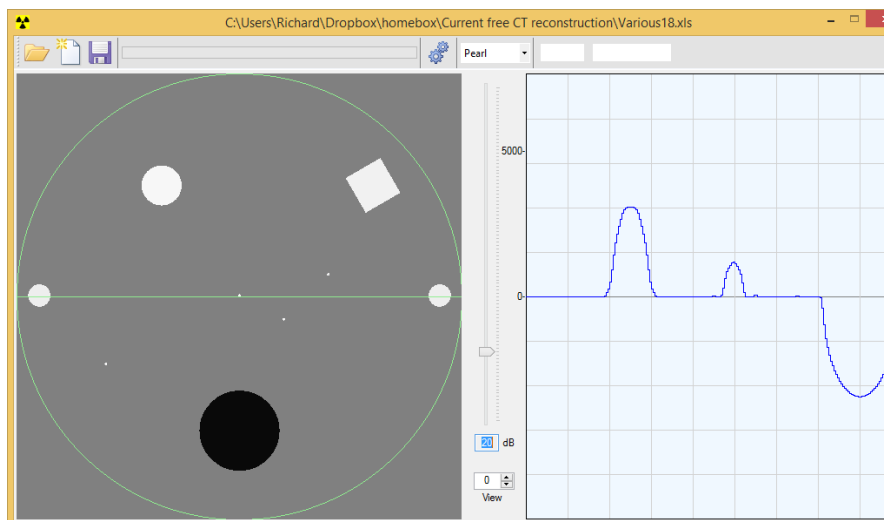 C:\Users\Richard\Dropbox\homebox\Current free CT reconstruction\Various18.xls
Pearl
5000-
0-
20 dB
0
View